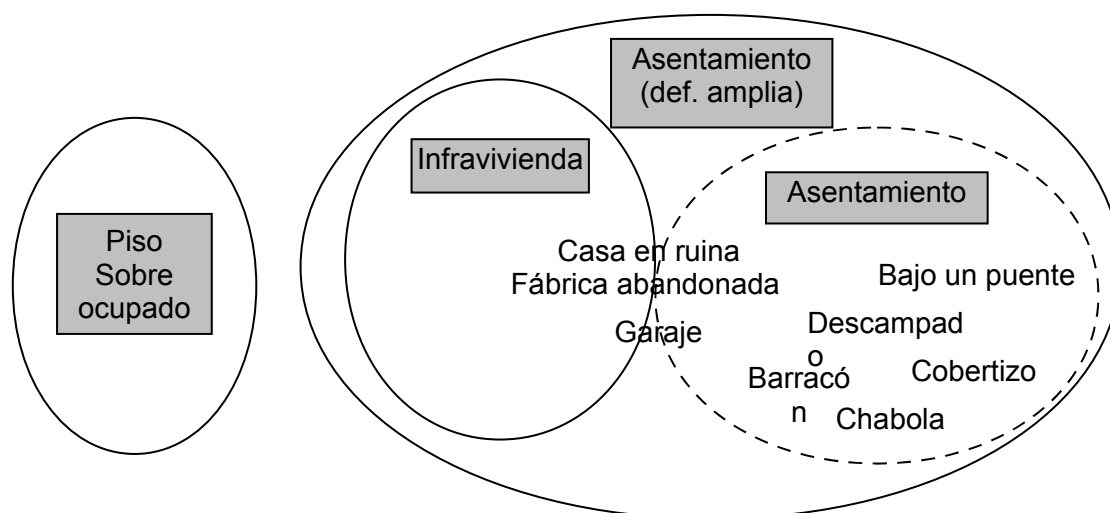 Asentamiento
(def. amplia)
Infravivienda
Asentamiento
Piso
Sobre
ocupado
Casa en ruina
Fábrica abandonada
Garaje
Bajo un puente
Descampad
o
Barracó
n
Cobertizo
Chabola